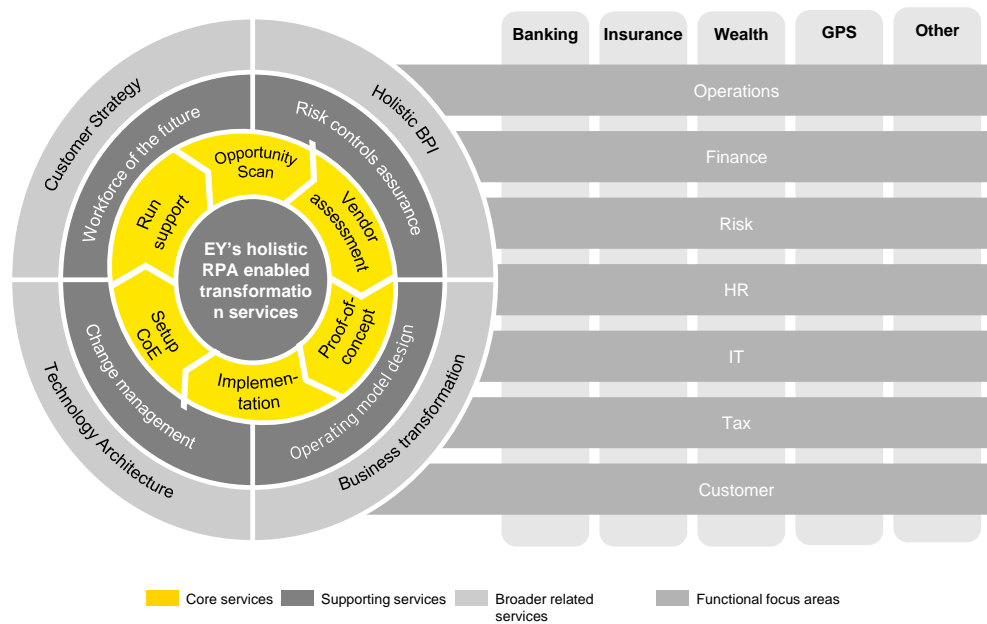 Banking
Insurance
Wealth
GPS
Other
Operations
Finance
Risk
HR
IT
Tax
Customer
Customer Strategy
Holistic BPI
Technology Architecture
Business transformation
Workforce of the future
Risk controls assurance
Change management
Operating model design
Opportunity
Scan
Vendor
assessment
Proof-of-
concept
Implemen-
tation
Setup
CoE
Run
support
EY’s holistic
RPA enabled
transformatio
n services
Core services
Supporting services
Broader related
services
Functional focus areas